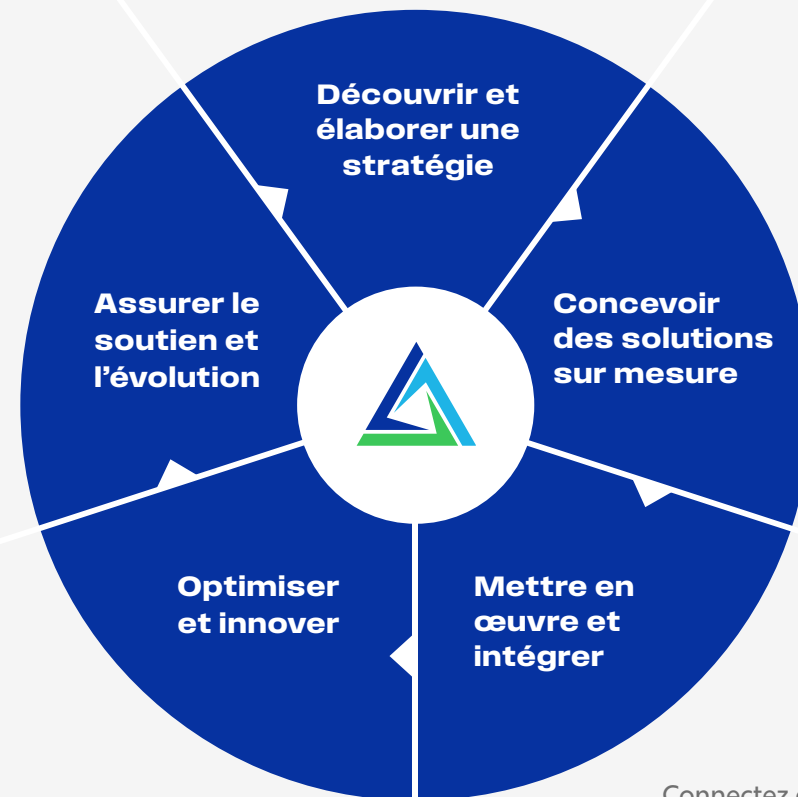 Découvrir et
élaborer une
stratégie
Concevoir
des solutions
sur mesure
Mettre en
œuvre et
intégrer
Optimiser
et innover
Assurer le
soutien et
l’évolution
Connectez